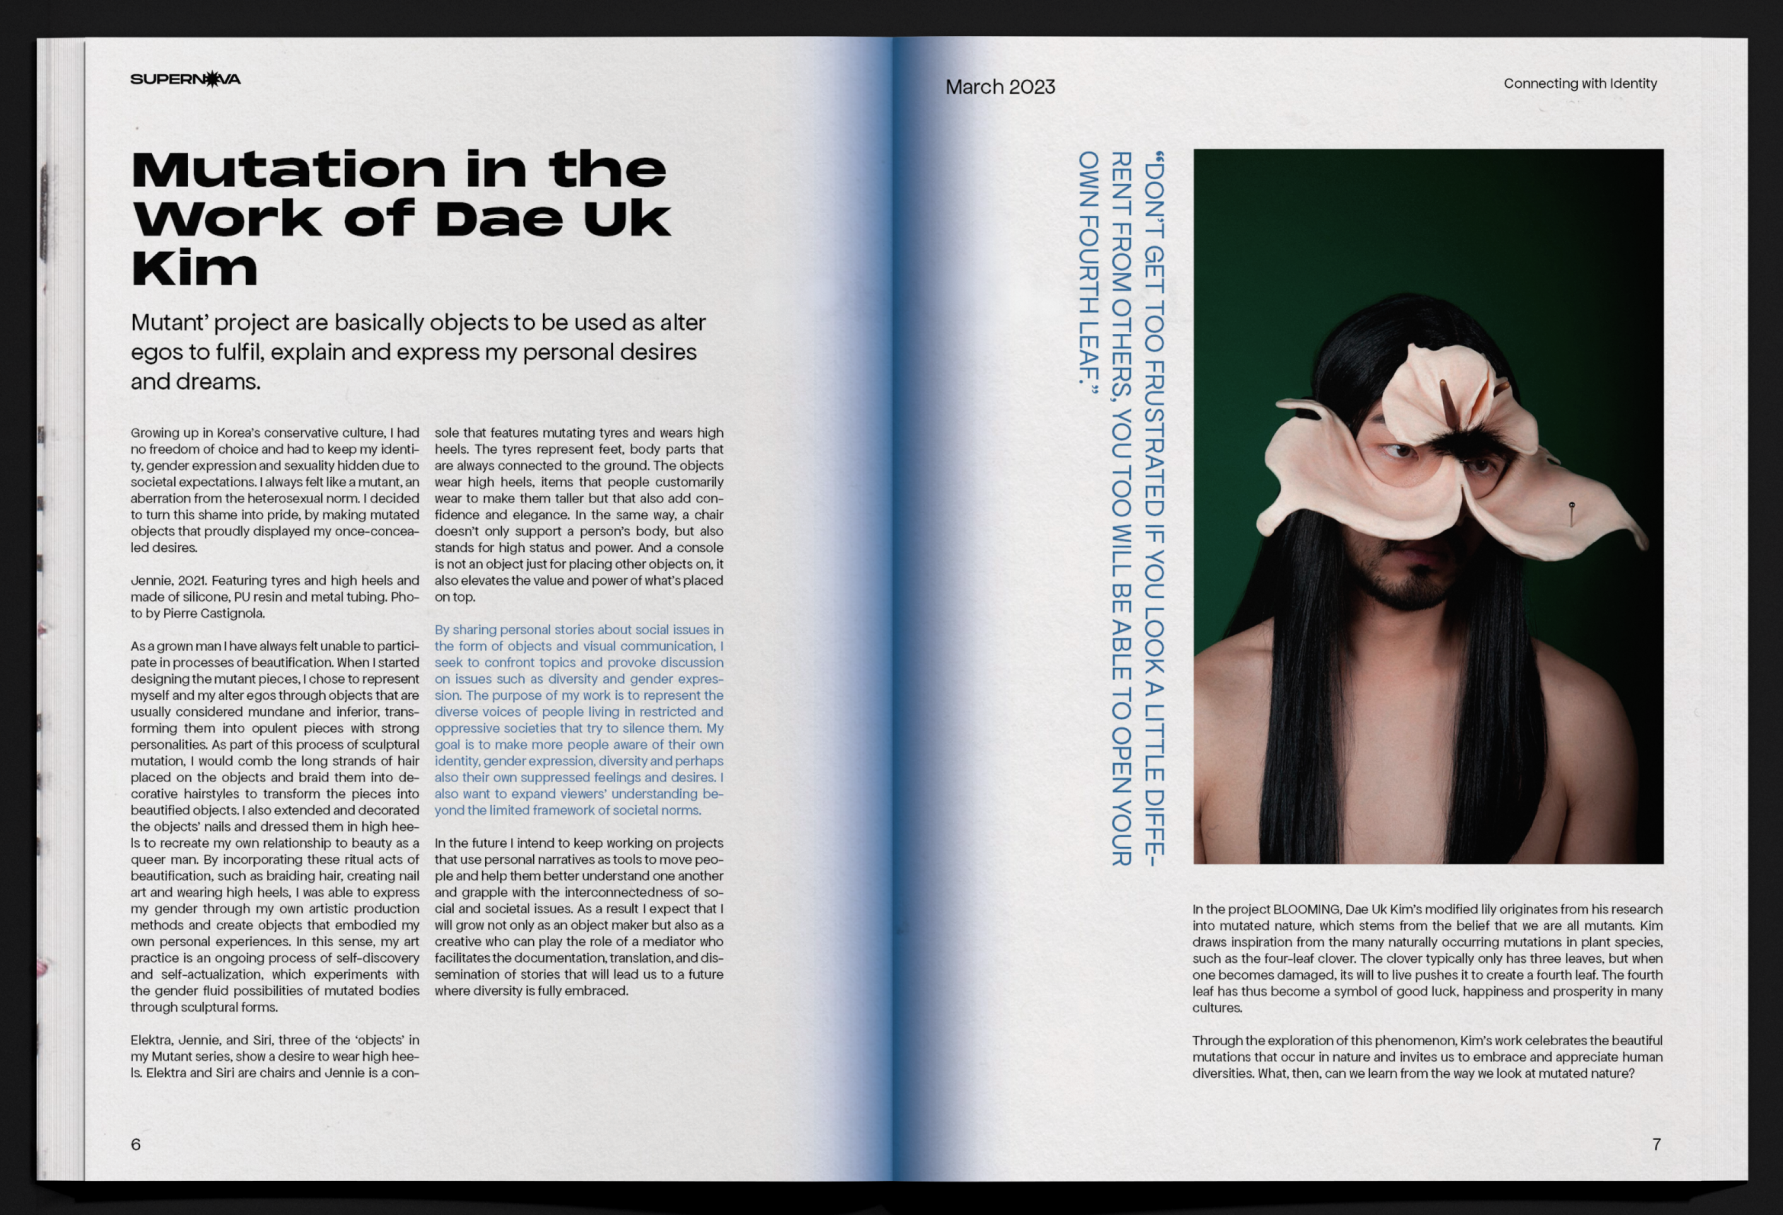 SUPERNOVA
Mutation in the
Work of Dae Uk
Kim
Mutant’ project are basically objects to be used as alter
egos to fulfil, explain and express my personal desires
and dreams.
Growing up in Korea’s conservative culture, I had
no freedom of choice and had to keep my identi-
ty, gender expression and sexuality hidden due to
societal expectations. I always felt like a mutant, an
aberration from the heterosexual norm. I decided
to turn this shame into pride, by making mutated
objects that proudly displayed my once-concea-
led desires.
Jennie, 2021. Featuring tyres and high heels and
made of silicone, PU resin and metal tubing. Pho-
to by Pierre Castignola.
As a grown man I have always felt unable to partici-
pate in processes of beautification. When I started
designing the mutant pieces, I chose to represent
myself and my alter egos through objects that are
usually considered mundane and inferior, trans-
forming them into opulent pieces with strong
personalities. As part of this process of sculptural
mutation, I would comb the long strands of hair
placed on the objects and braid them into de-
corative hairstyles to transform the pieces into
beautified objects. I also extended and decorated
the objects’ nails and dressed them in high hee-
ls to recreate my own relationship to beauty as a
queer man. By incorporating these ritual acts of
beautification, such as braiding hair, creating nail
art and wearing high heels, I was able to express
my gender through my own artistic production
methods and create objects that embodied my
own personal experiences. In this sense, my art
practice is an ongoing process of self-discovery
and self-actualization, which experiments with
the gender fluid possibilities of mutated bodies
through sculptural forms.
Elektra, Jennie, and Siri, three of the ‘objects’ in
my Mutant series, show a desire to wear high hee-
ls. Elektra and Siri are chairs and Jennie is a con-
sole that features mutating tyres and wears high
heels. The tyres represent feet, body parts that
are always connected to the ground. The objects
wear high heels, items that people customarily
wear to make them taller but that also add con-
fidence and elegance. In the same way, a chair
doesn’t only support a person’s body, but also
stands for high status and power. And a console
is not an object just for placing other objects on, it
also elevates the value and power of what’s placed
on top.
By sharing personal stories about social issues in
the form of objects and visual communication, I
seek to confront topics and provoke discussion
on issues such as diversity and gender expres-
sion. The purpose of my work is to represent the
diverse voices of people living in restricted and
oppressive societies that try to silence them. My
goal is to make more people aware of their own
identity, gender expression, diversity and perhaps
also their own suppressed feelings and desires. I
also want to expand viewers’ understanding be-
yond the limited framework of societal norms.
In the future I intend to keep working on projects
that use personal narratives as tools to move peo-
ple and help them better understand one another
and grapple with the interconnectedness of so-
cial and societal issues. As a result I expect that I
will grow not only as an object maker but also as a
creative who can play the role of a mediator who
facilitates the documentation, translation, and dis-
semination of stories that will lead us to a future
where diversity is fully embraced.
6
March 2023
Connecting with Identity
“DON’T GET TOO FRUSTRATED IF YOU LOOK A LITTLE DIFFE-
RENT FROM OTHERS, YOU TOO WILL BE ABLE TO OPEN YOUR
OWN FOURTH LEAF.”
In the project BLOOMING, Dae Uk Kim’s modified lily originates from his research
into mutated nature, which stems from the belief that we are all mutants. Kim
draws inspiration from the many naturally occurring mutations in plant species,
such as the four-leaf clover. The clover typically only has three leaves, but when
one becomes damaged, its will to live pushes it to create a fourth leaf. The fourth
leaf has thus become a symbol of good luck, happiness and prosperity in many
cultures.
Through the exploration of this phenomenon, Kim’s work celebrates the beautiful
mutations that occur in nature and invites us to embrace and appreciate human
diversities. What, then, can we learn from the way we look at mutated nature?
7